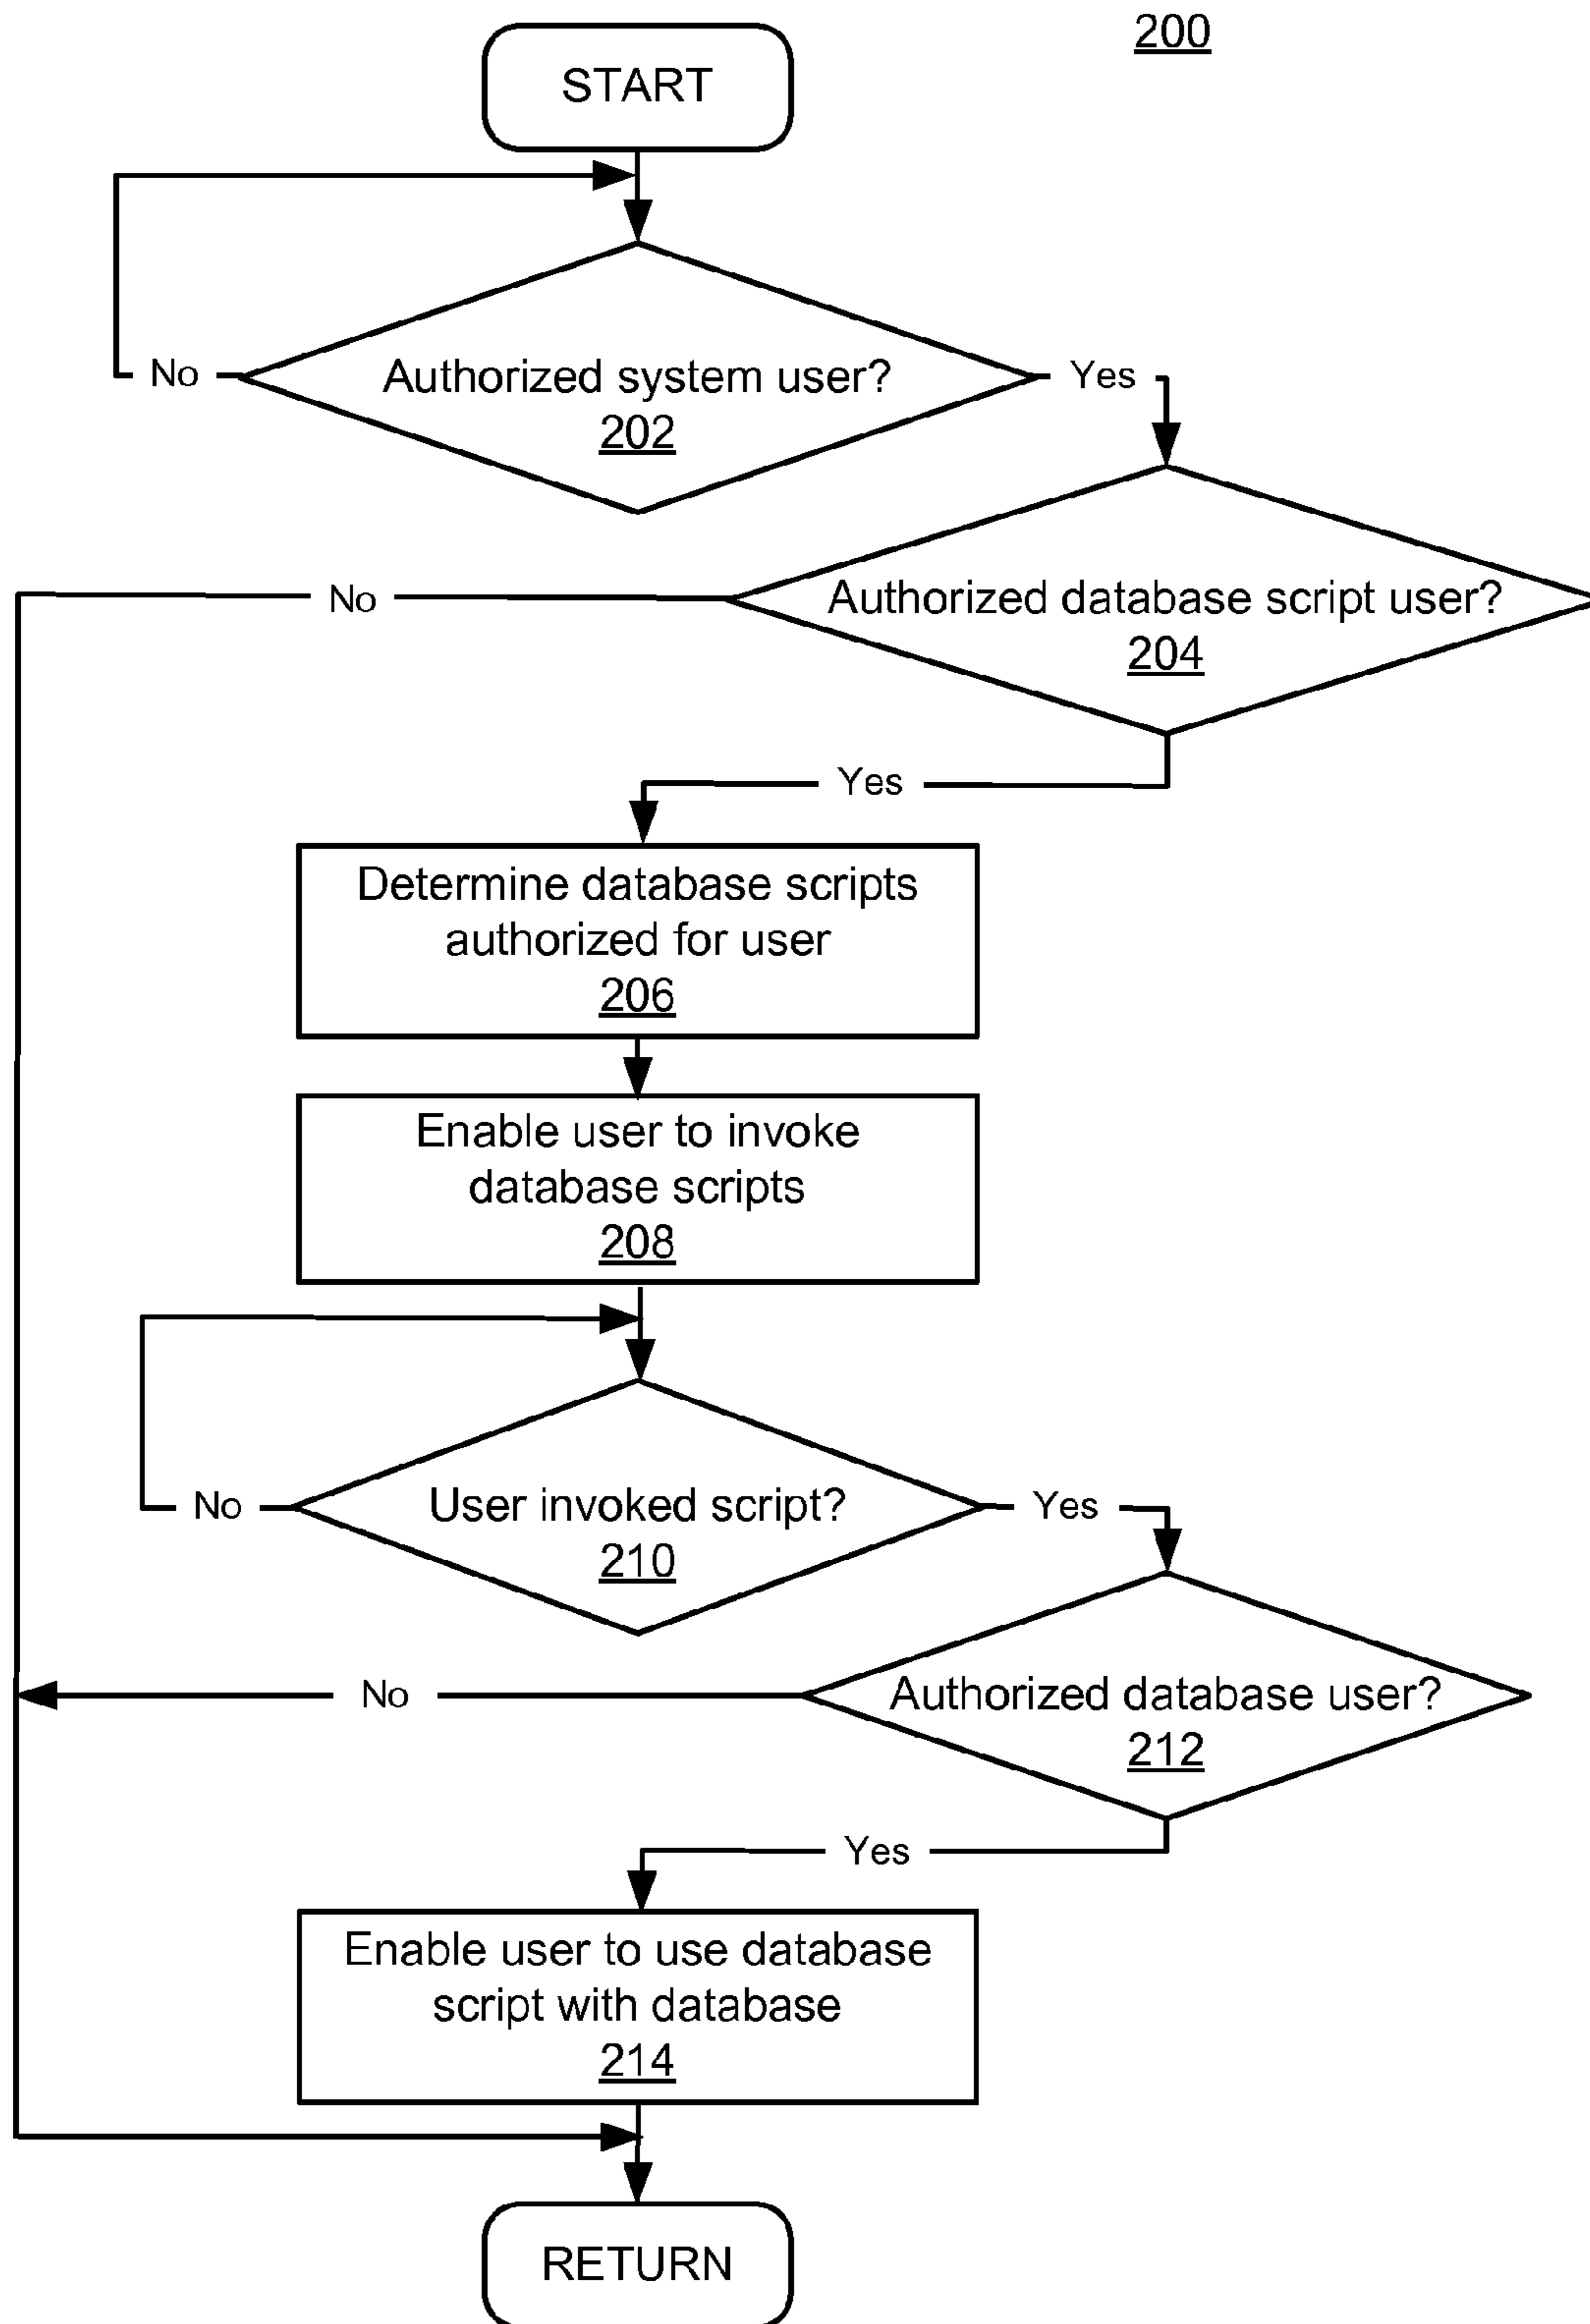 200
START
No
Authorized system user?
Yes
202
No
Authorized database script user?
204
Yes
Determine database scripts
authorized for user
206
Enable user to invoke
database scripts
208
No
User invoked script?
Yes
210
No
Authorized database user?
212
Yes
Enable user to use database
script with database
214
RETURN